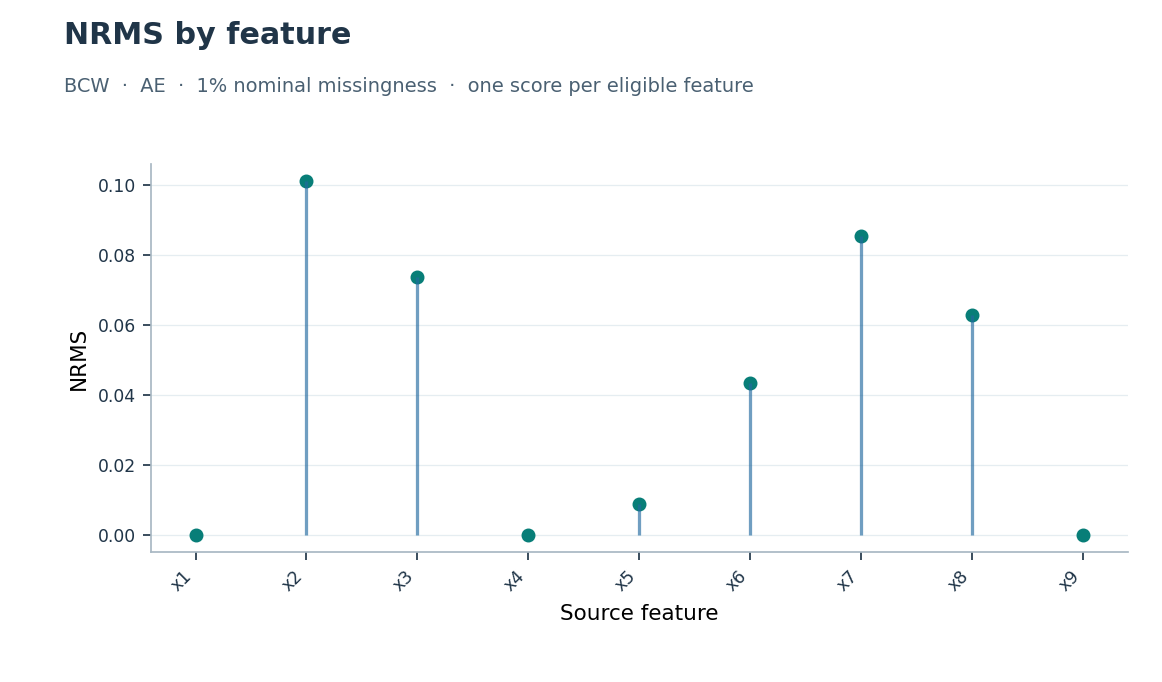 NRMS by feature
BCW · AE · 1% nominal missingness · one score per eligible feature
NRMS
0.10
0.08
0.06
0.04
0.02
0.00
x1 x2 x3 x4 x5 x6 x7 x8 x9
Source feature